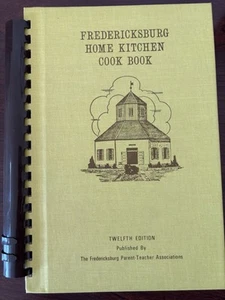 FREDERICKSBURG
HOME KITCHEN
COOK BOOK
TWELFTH EDITION
Published By
The Fredericksburg Parent-Teacher Associations